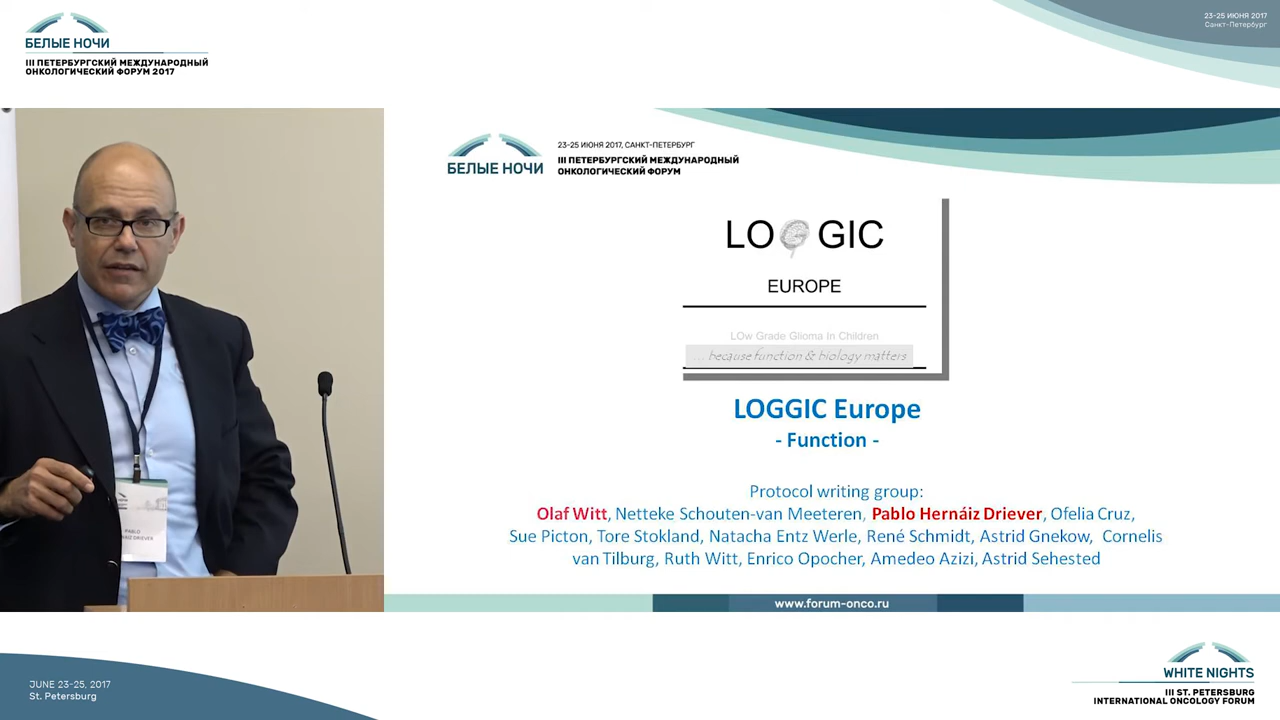 БЕЛЫЕ НОЧИ
III ПЕТЕРБУРГСКИЙ МЕЖДУНАРОДНЫЙ
ОНКОЛОГИЧЕСКИЙ ФОРУМ 2017
23-25 ИЮНЯ 2017
Санкт-Петербург
БЕЛЫЕ НОЧИ
23-25 ИЮНЯ 2017, САНКТ-ПЕТЕРБУРГ
III ПЕТЕРБУРГСКИЙ МЕЖДУНАРОДНЫЙ
ОНКОЛОГИЧЕСКИЙ ФОРУМ
LOGGIC
EUROPE
LOw Grade Glioma In Children
... because function & biology matters
LOGGIC Europe
- Function -
Protocol writing group:
Olaf Witt, Netteke Schouten-van Meeteren, Pablo Hernáiz Driever, Ofelia Cruz,
Sue Picton, Tore Stokland, Natacha Entz Werle, René Schmidt, Astrid Gnekow, Cornelis
van Tilburg, Ruth Witt, Enrico Opocher, Amedeo Azizi, Astrid Sehested
www.forum-onco.ru
PABLO
DRIEVER
JUNE 23-25, 2017
St. Petersburg
WHITE NIGHTS
III ST. PETERSBURG
INTERNATIONAL ONCOLOGY FORUM